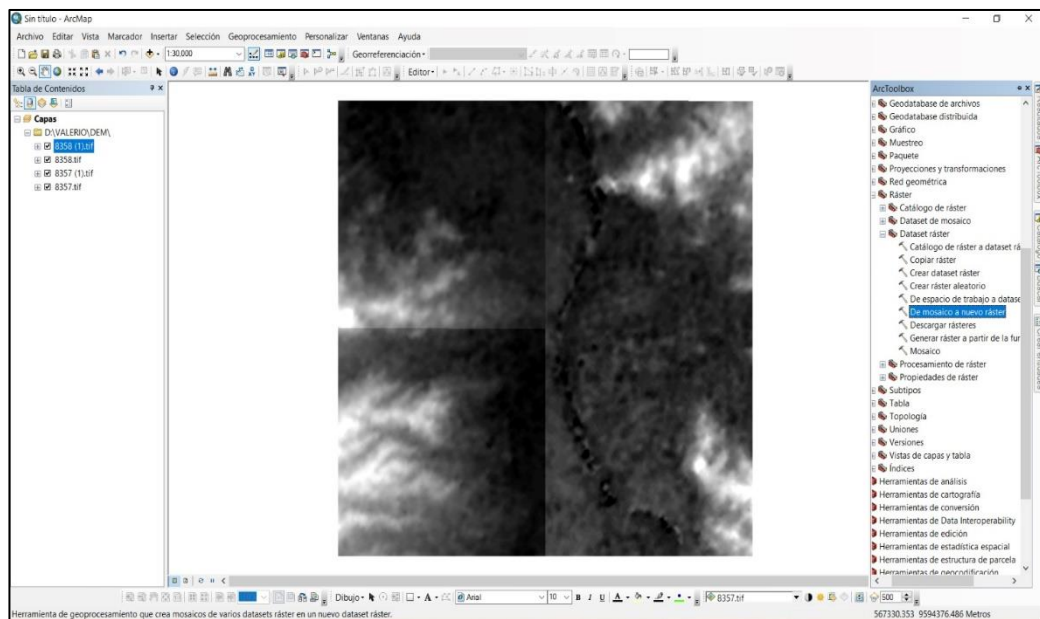 Sin título - ArcMap
Archivo Editar Vista Marcador Insertar Selección Geoprocesamiento Personalizar Ventanas Ayuda
1:30.000 Georreferenciación
Editor
Tabla de Contenidos
Capas
D:\VALERIO\DEM\
8358 (1).tif
8358.tif
8357 (1).tif
8357.tif
ArcToolbox
Geodatabase de archivos
Geodatabase distribuida
Gráfico
Muestreo
Paquete
Proyecciones y transformaciones
Red geométrica
Ráster
Catálogo de ráster
Dataset de mosaico
Dataset ráster
Catálogo de ráster a dataset rá
Copiar ráster
Crear dataset ráster
Crear ráster aleatorio
De espacio de trabajo a datase
De mosaico a nuevo ráster
Descargar rásteres
Generar ráster a partir de la fur
Mosaico
Procesamiento de ráster
Propiedades de ráster
Subtipos
Tabla
Topología
Uniones
Versiones
Vistas de capas y tabla
Índices
Herramientas de análisis
Herramientas de cartografía
Herramientas de conversión
Herramientas de Data Interoperability
Herramientas de edición
Herramientas de estadística espacial
Herramientas de estructura de parcela
Herramientas de geocodificación
Dibujo Arial 10 N K S A 8357.tif 500
Herramienta de geoprocesamiento que crea mosaicos de varios datasets ráster en un nuevo dataset ráster.
567330,353 9594376,486 Metros